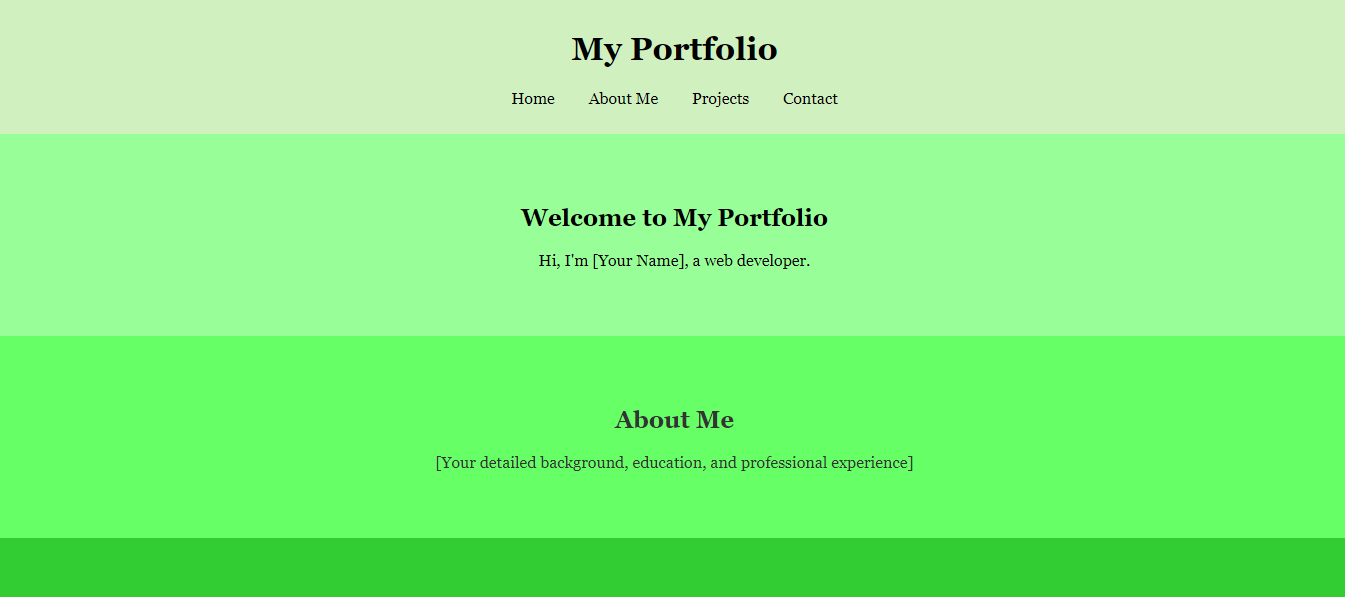 My Portfolio
Home About Me Projects Contact
Welcome to My Portfolio
Hi, I'm [Your Name], a web developer.
About Me
[Your detailed background, education, and professional experience]